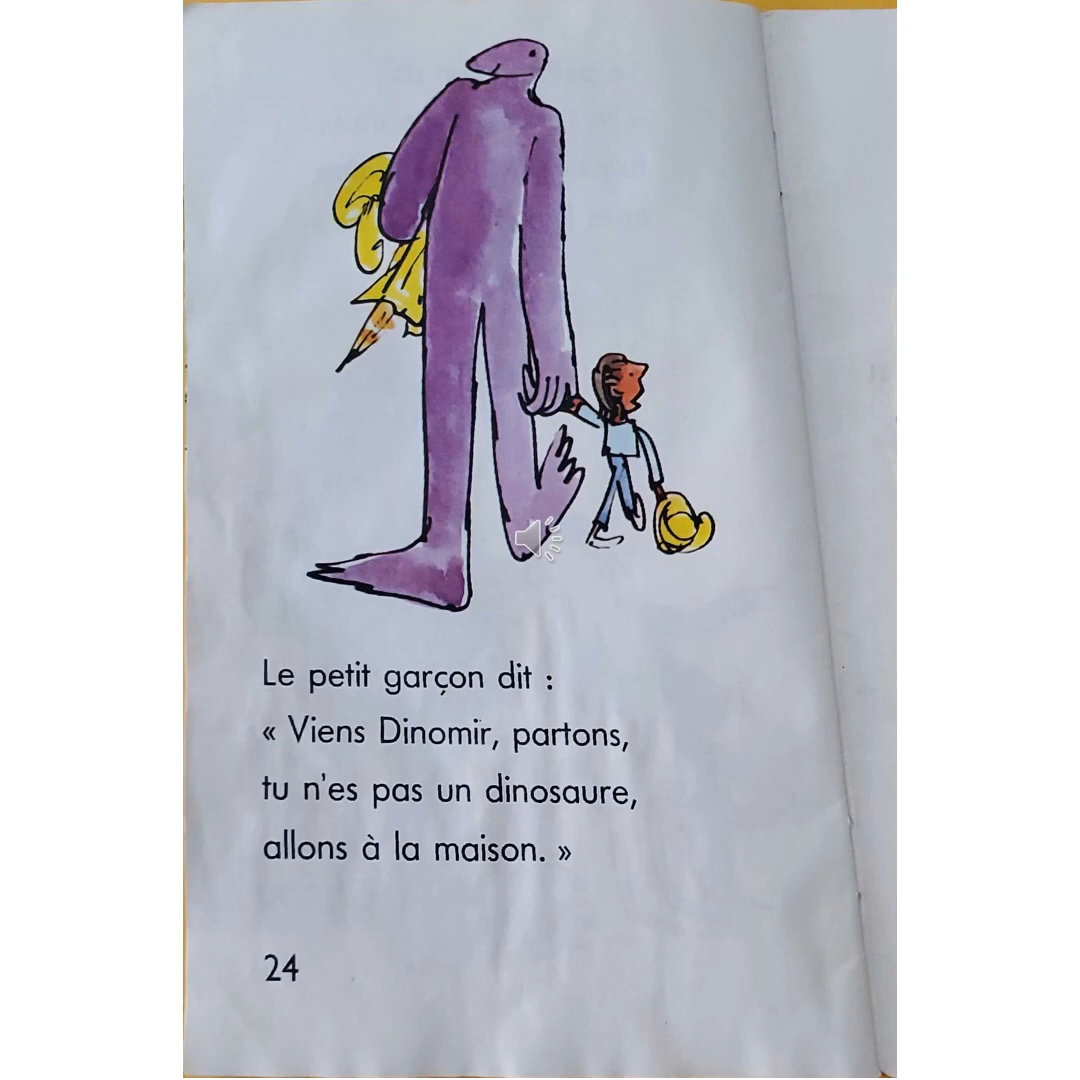 Le petit garçon dit :
« Viens Dinomir, partons,
tu n'es pas un dinosaure,
allons à la maison. »
24